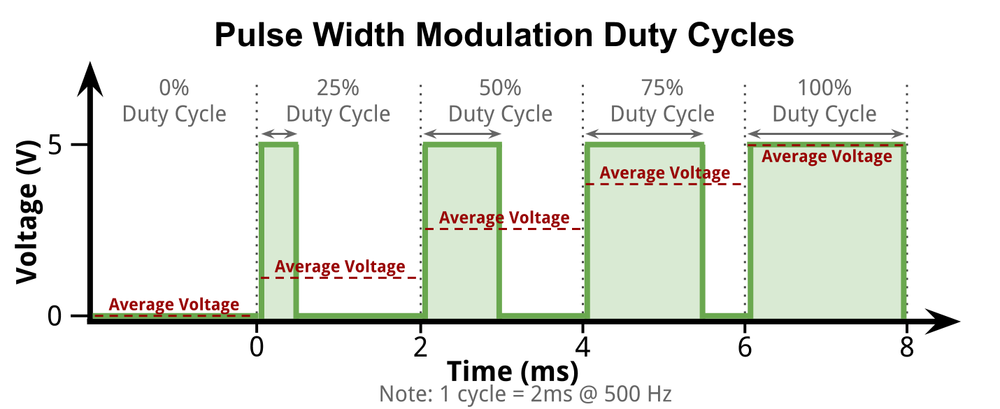 Pulse Width Modulation Duty Cycles
0%
Duty Cycle
25%
Duty Cycle
50%
Duty Cycle
75%
Duty Cycle
100%
Duty Cycle
Voltage (V)
5
0
Average Voltage
Average Voltage
Average Voltage
Average Voltage
Average Voltage
0 2 4 6 8
Time (ms)
Note: 1 cycle = 2ms @ 500 Hz